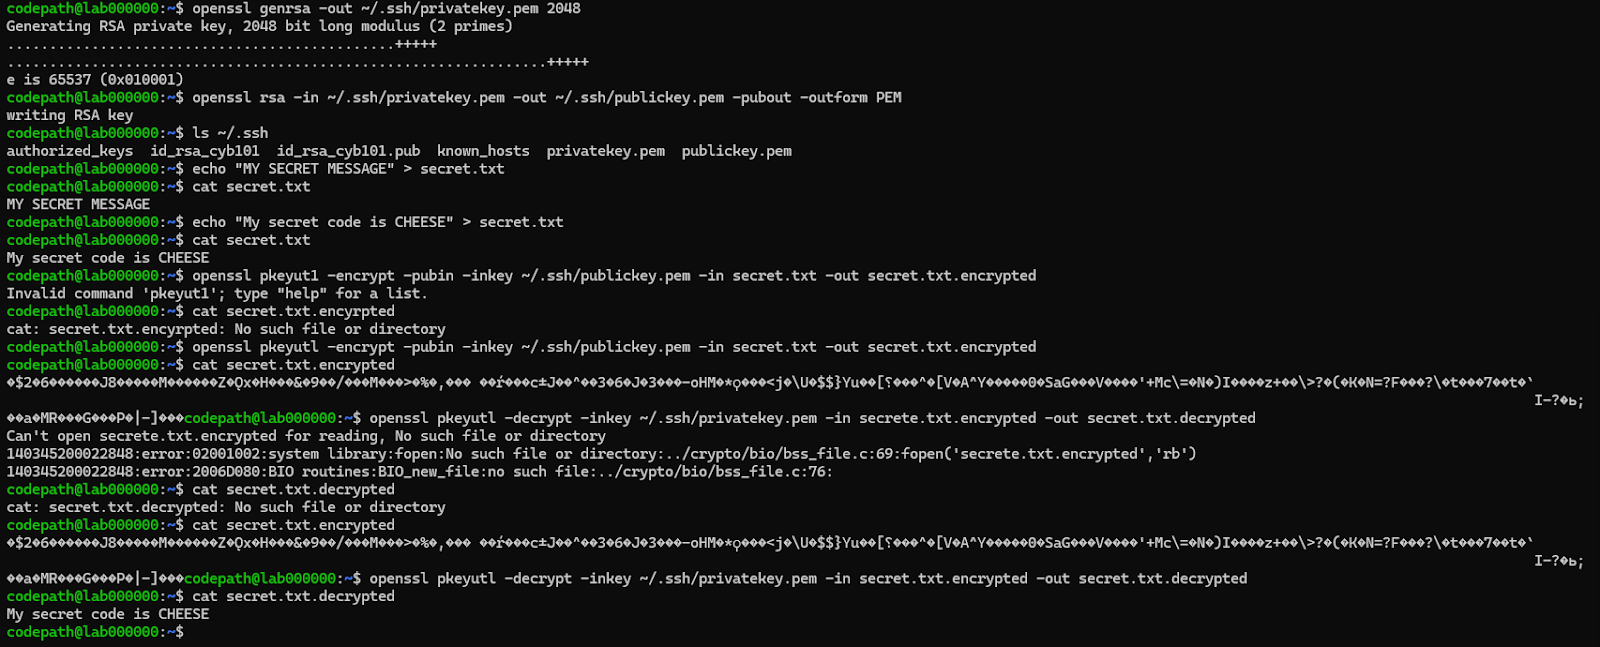 codepath@lab000000:~$ openssl genrsa -out ~/.ssh/privatekey.pem 2048
Generating RSA private key, 2048 bit long modulus (2 primes)
..............................................+++++
................................................................+++++
e is 65537 (0x010001)
codepath@lab000000:~$ openssl rsa -in ~/.ssh/privatekey.pem -out ~/.ssh/publickey.pem -pubout -outform PEM
writing RSA key
codepath@lab000000:~$ ls ~/.ssh
authorized_keys  id_rsa_cyb101  id_rsa_cyb101.pub  known_hosts  privatekey.pem  publickey.pem
codepath@lab000000:~$ echo "MY SECRET MESSAGE" > secret.txt
codepath@lab000000:~$ cat secret.txt
MY SECRET MESSAGE
codepath@lab000000:~$ echo "My secret code is CHEESE" > secret.txt
codepath@lab000000:~$ cat secret.txt
My secret code is CHEESE
codepath@lab000000:~$ openssl pkeyut1 -encrypt -pubin -inkey ~/.ssh/publickey.pem -in secret.txt -out secret.txt.encrypted
Invalid command 'pkeyut1'; type "help" for a list.
codepath@lab000000:~$ cat secret.txt.encyrpted
cat: secret.txt.encyrpted: No such file or directory
codepath@lab000000:~$ openssl pkeyutl -encrypt -pubin -inkey ~/.ssh/publickey.pem -in secret.txt -out secret.txt.encrypted
codepath@lab000000:~$ cat secret.txt.encrypted
codepath@lab000000:~$ openssl pkeyutl -decrypt -inkey ~/.ssh/privatekey.pem -in secrete.txt.encrypted -out secret.txt.decrypted
Can't open secrete.txt.encrypted for reading, No such file or directory
140345200022848:error:02001002:system library:fopen:No such file or directory:../crypto/bio/bss_file.c:69:fopen('secrete.txt.encrypted','rb')
140345200022848:error:2006D080:BIO routines:BIO_new_file:no such file:../crypto/bio/bss_file.c:76:
codepath@lab000000:~$ cat secret.txt.decrypted
cat: secret.txt.decrypted: No such file or directory
codepath@lab000000:~$ cat secret.txt.encrypted
codepath@lab000000:~$ openssl pkeyutl -decrypt -inkey ~/.ssh/privatekey.pem -in secret.txt.encrypted -out secret.txt.decrypted
codepath@lab000000:~$ cat secret.txt.decrypted
My secret code is CHEESE
codepath@lab000000:~$